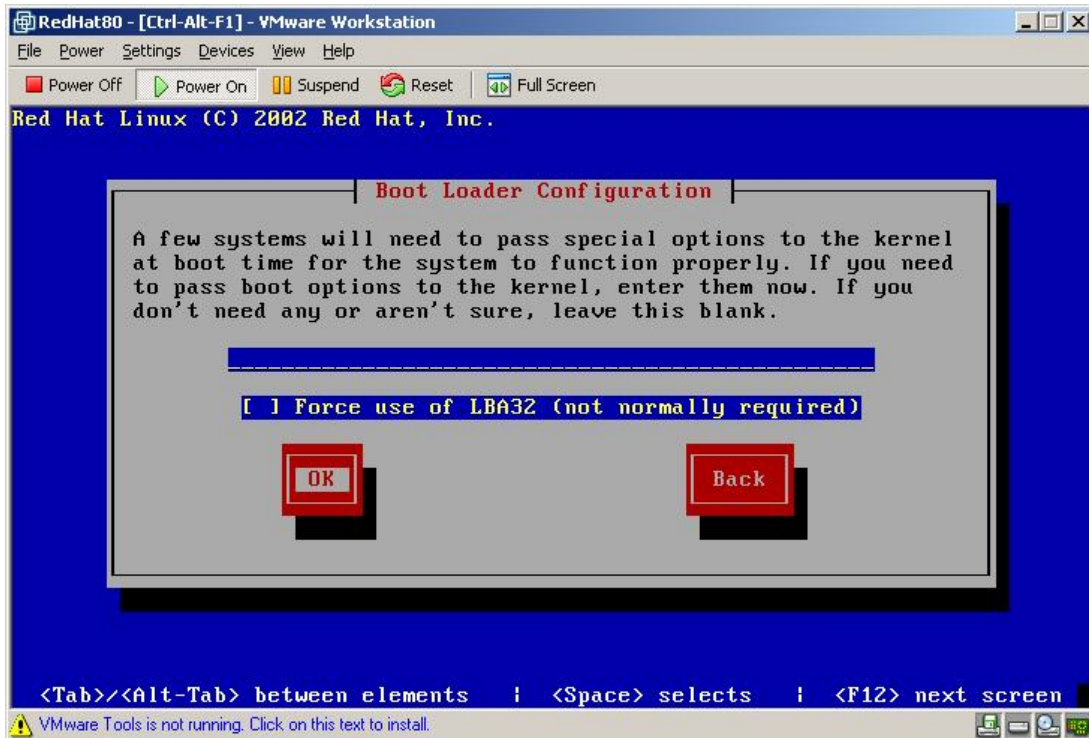 RedHat80 - [Ctrl-Alt-F1] - VMware Workstation
File Power Settings Devices View Help
Power Off Power On Suspend Reset Full Screen
Red Hat Linux (C) 2002 Red Hat, Inc.
Boot Loader Configuration
A few systems will need to pass special options to the kernel
at boot time for the system to function properly. If you need
to pass boot options to the kernel, enter them now. If you
don't need any or aren't sure, leave this blank.
[ ] Force use of LBA32 (not normally required)
OK Back
<Tab>/<Alt-Tab> between elements | <Space> selects | <F12> next screen
VMware Tools is not running. Click on this text to install.